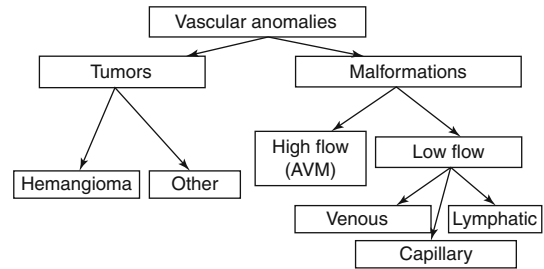 Vascular anomalies
Tumors
Malformations
High flow
(AVM)
Low flow
Hemangioma
Other
Venous
Lymphatic
Capillary